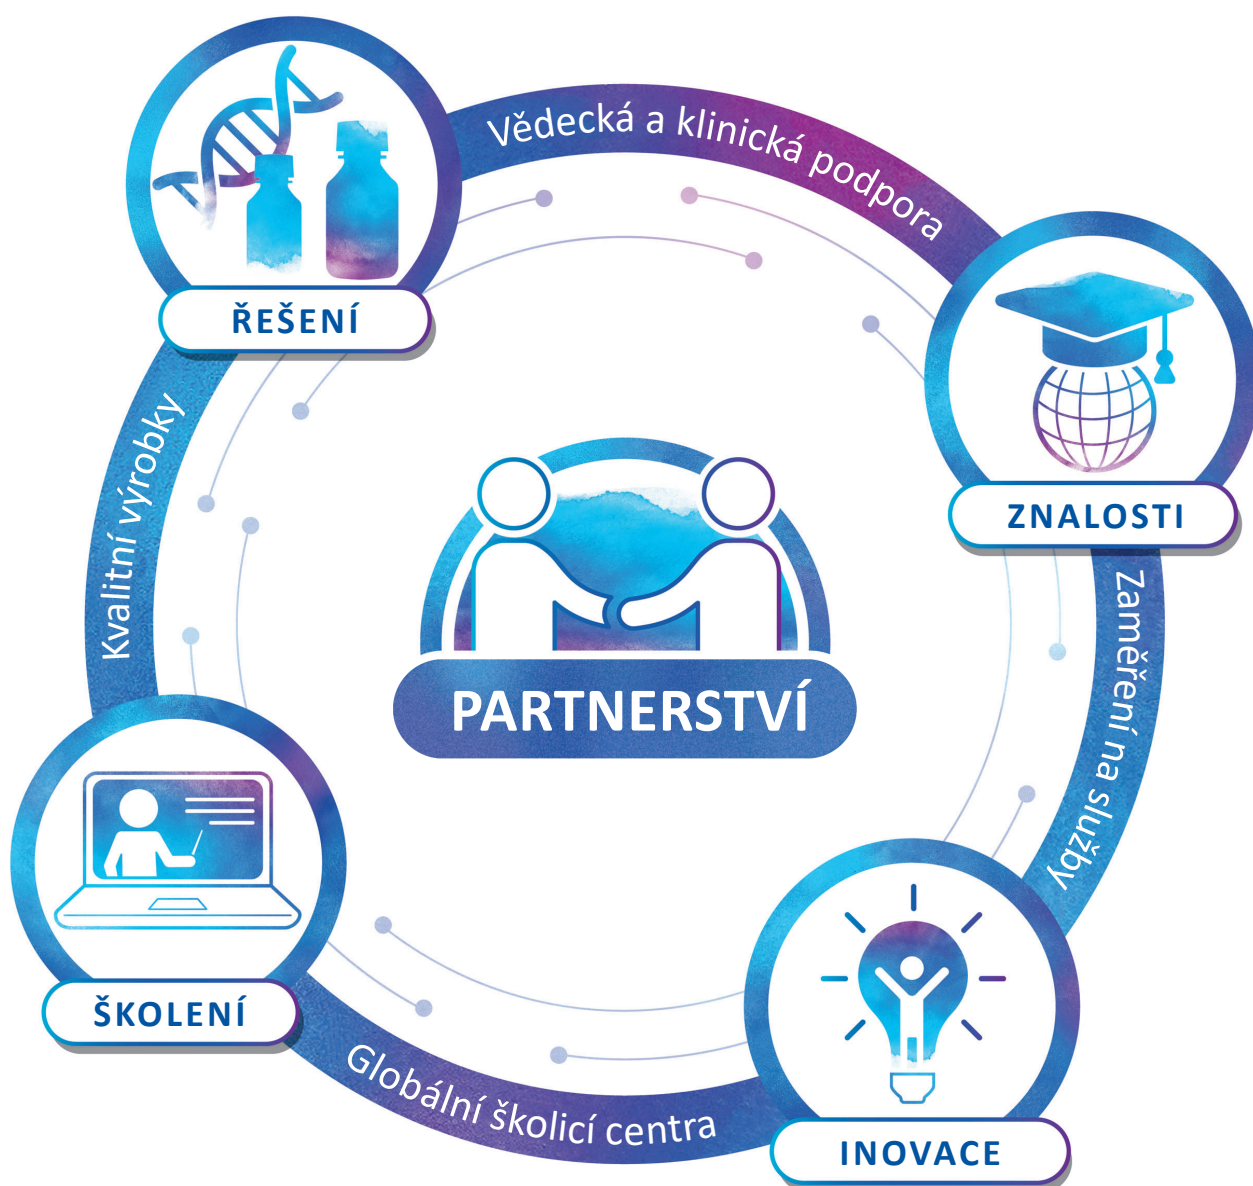 Vědecká a klinická podpora
ŘEŠENÍ
ZNALOSTI
Kvalitní výrobky
Zaměření na služby
PARTNERSTVÍ
ŠKOLENÍ
Globální školicí centra
INOVACE